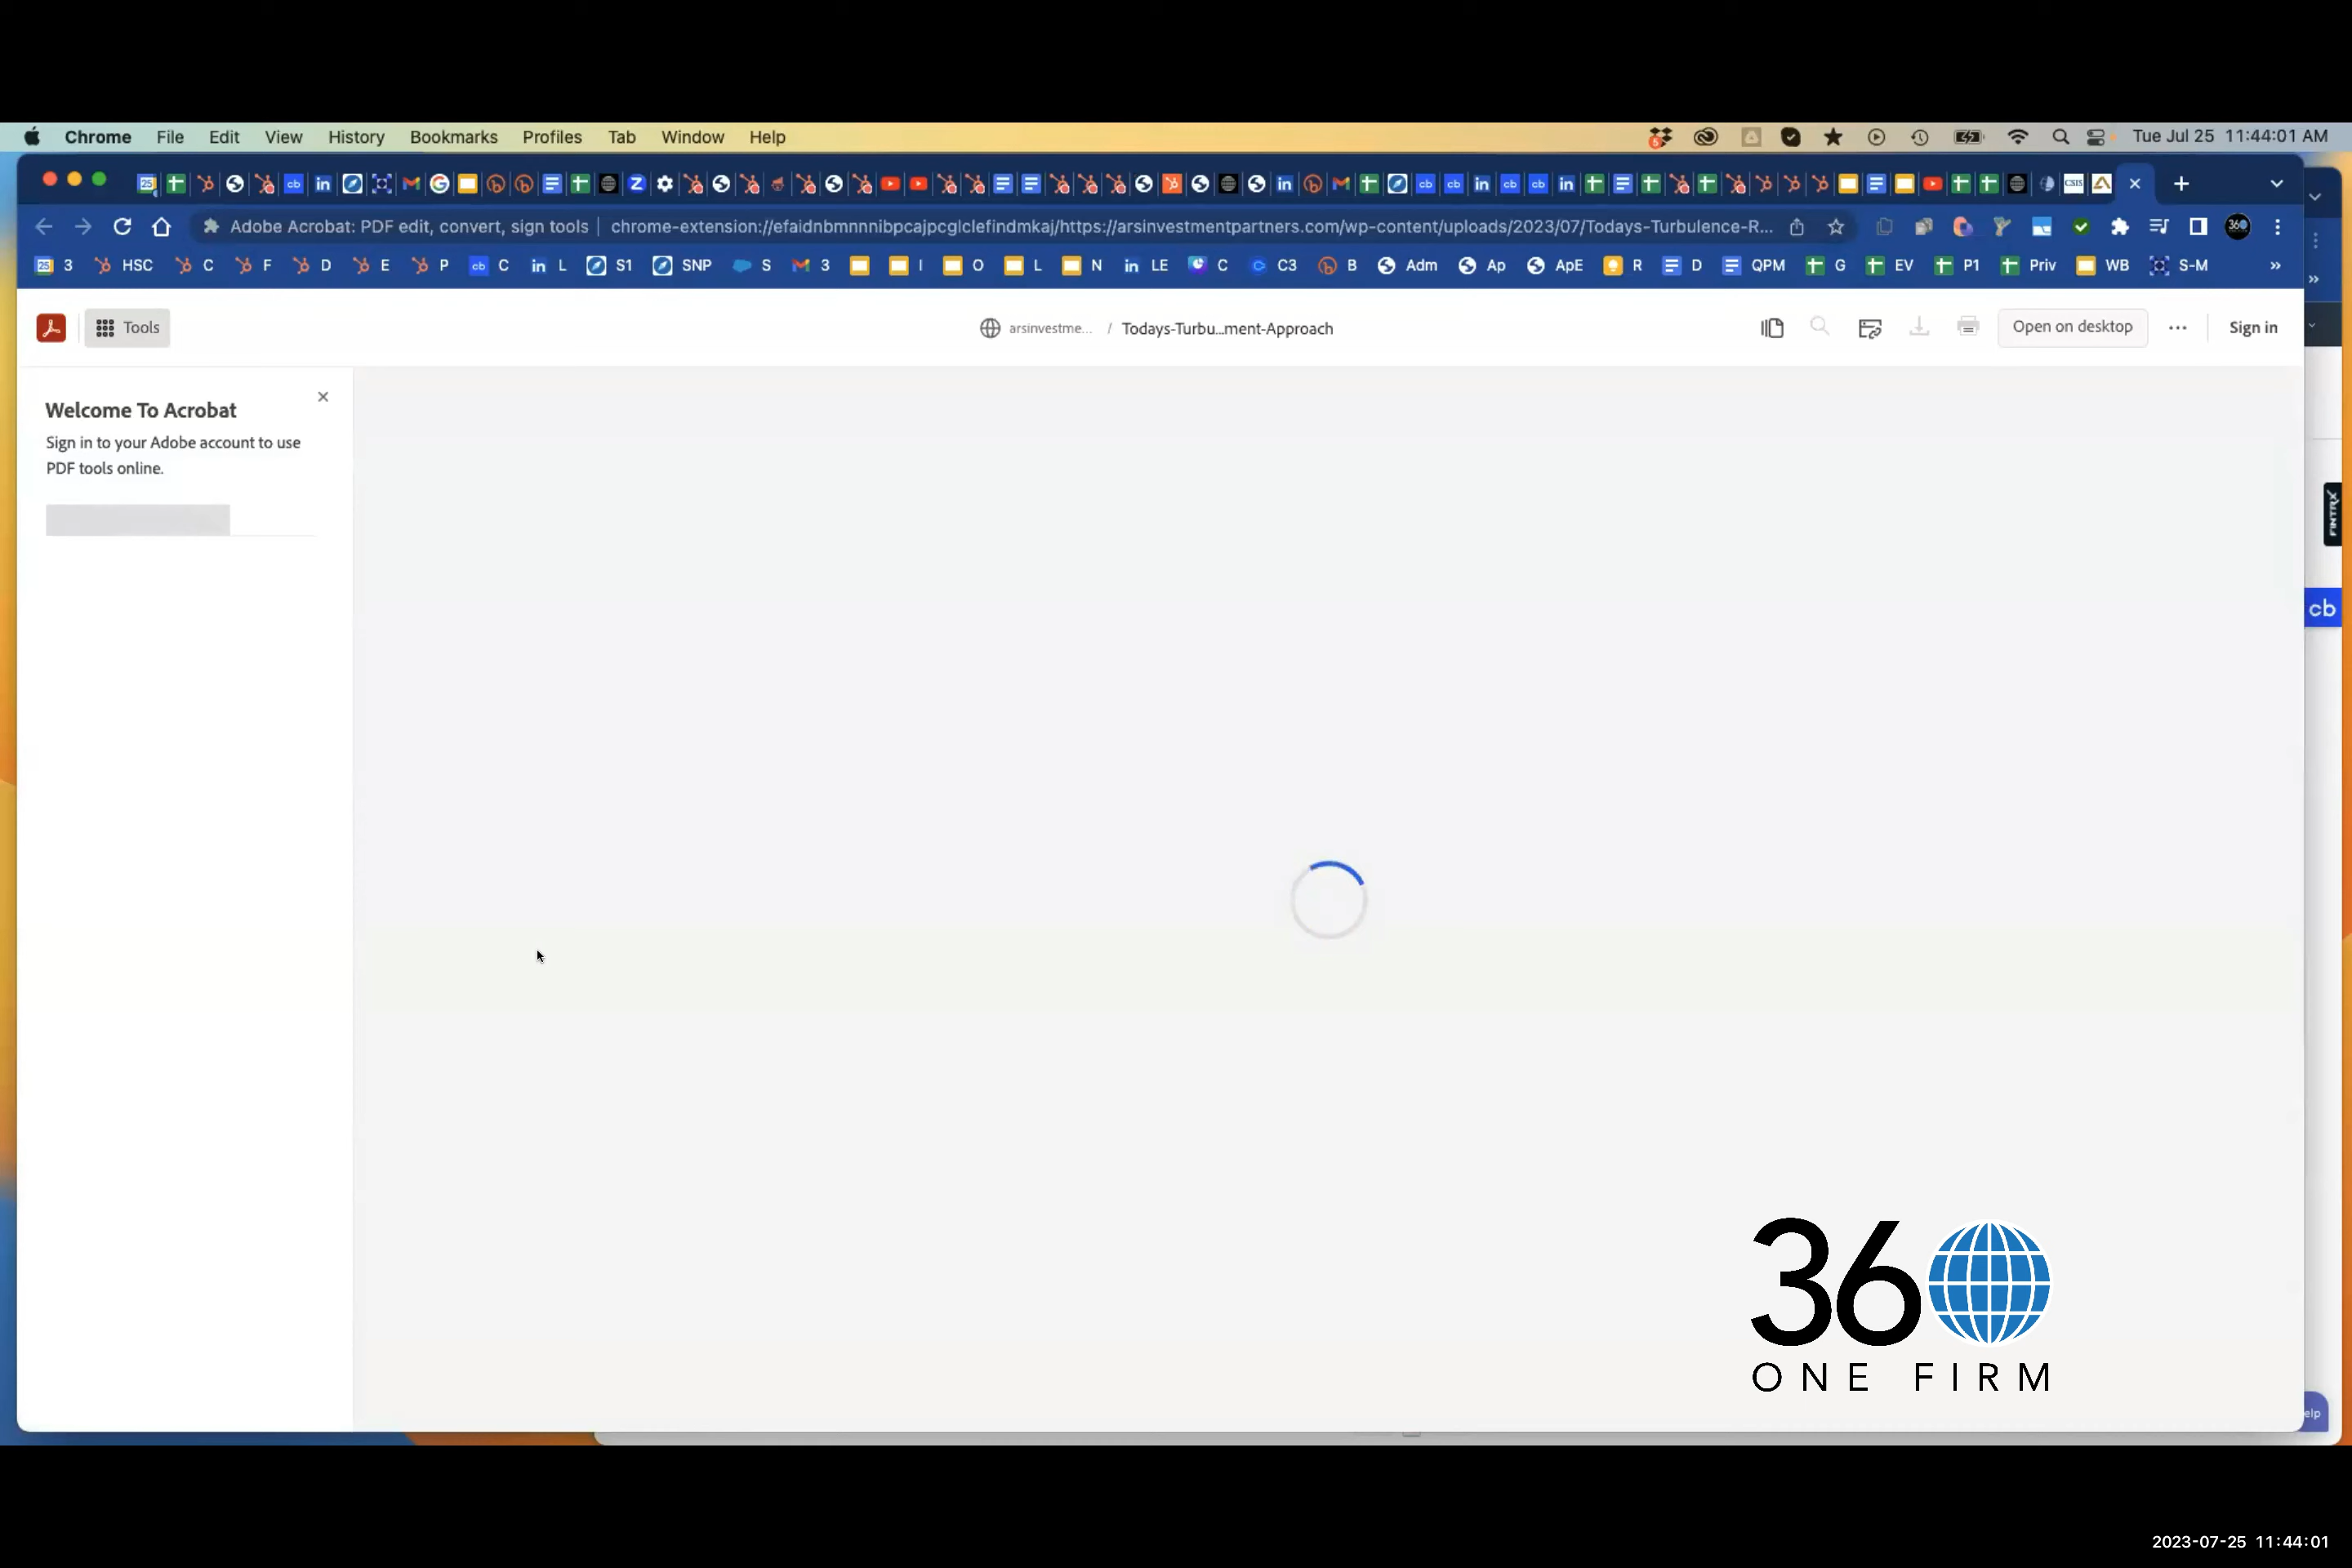 Chrome File Edit View History Bookmarks Profiles Tab Window Help
Tue Jul 25 11:44:01 AM
Adobe Acrobat: PDF edit, convert, sign tools | chrome-extension://efaidnbmnnnibpcajpcglclefindmkaj/https://arsinvestmentpartners.com/wp-content/uploads/2023/07/Todays-Turbulence-R...
3 HSC C F D E P C L S1 SNP S 3 I O L N LE C C3 B Adm Ap ApE R D QPM G EV P1 Priv WB S-M »
Tools
arsinvestme... / Todays-Turbu...ment-Approach
Open on desktop
Sign in
Welcome To Acrobat
Sign in to your Adobe account to use
PDF tools online.
FINTRX
cb
elp
360
ONE FIRM
2023-07-25 11:44:01